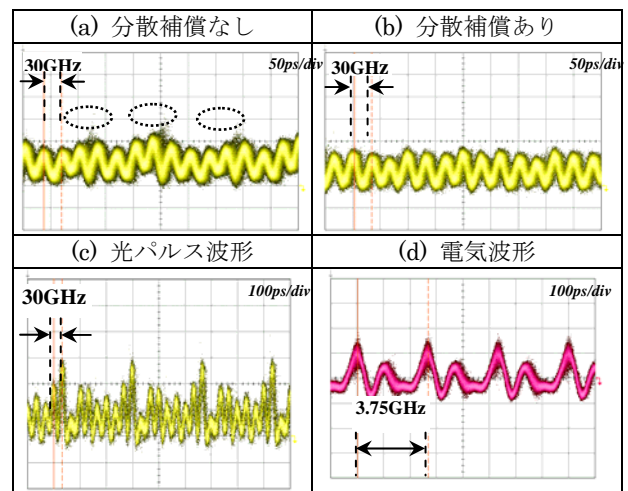 (a) 分散補償なし
(b) 分散補償あり
30GHz
50ps/div
30GHz
50ps/div
(c) 光パルス波形
(d) 電気波形
30GHz
100ps/div
100ps/div
3.75GHz